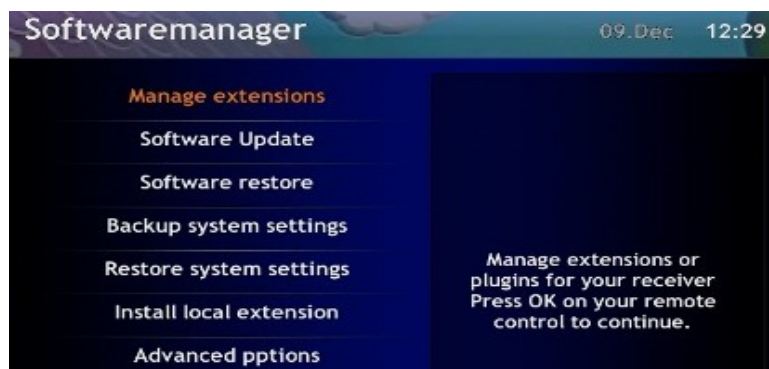 Softwaremanager 09.Dec 12:29
Manage extensions
Software Update
Software restore
Backup system settings
Restore system settings
Install local extension
Advanced pptions
Manage extensions or
plugins for your receiver
Press OK on your remote
control to continue.